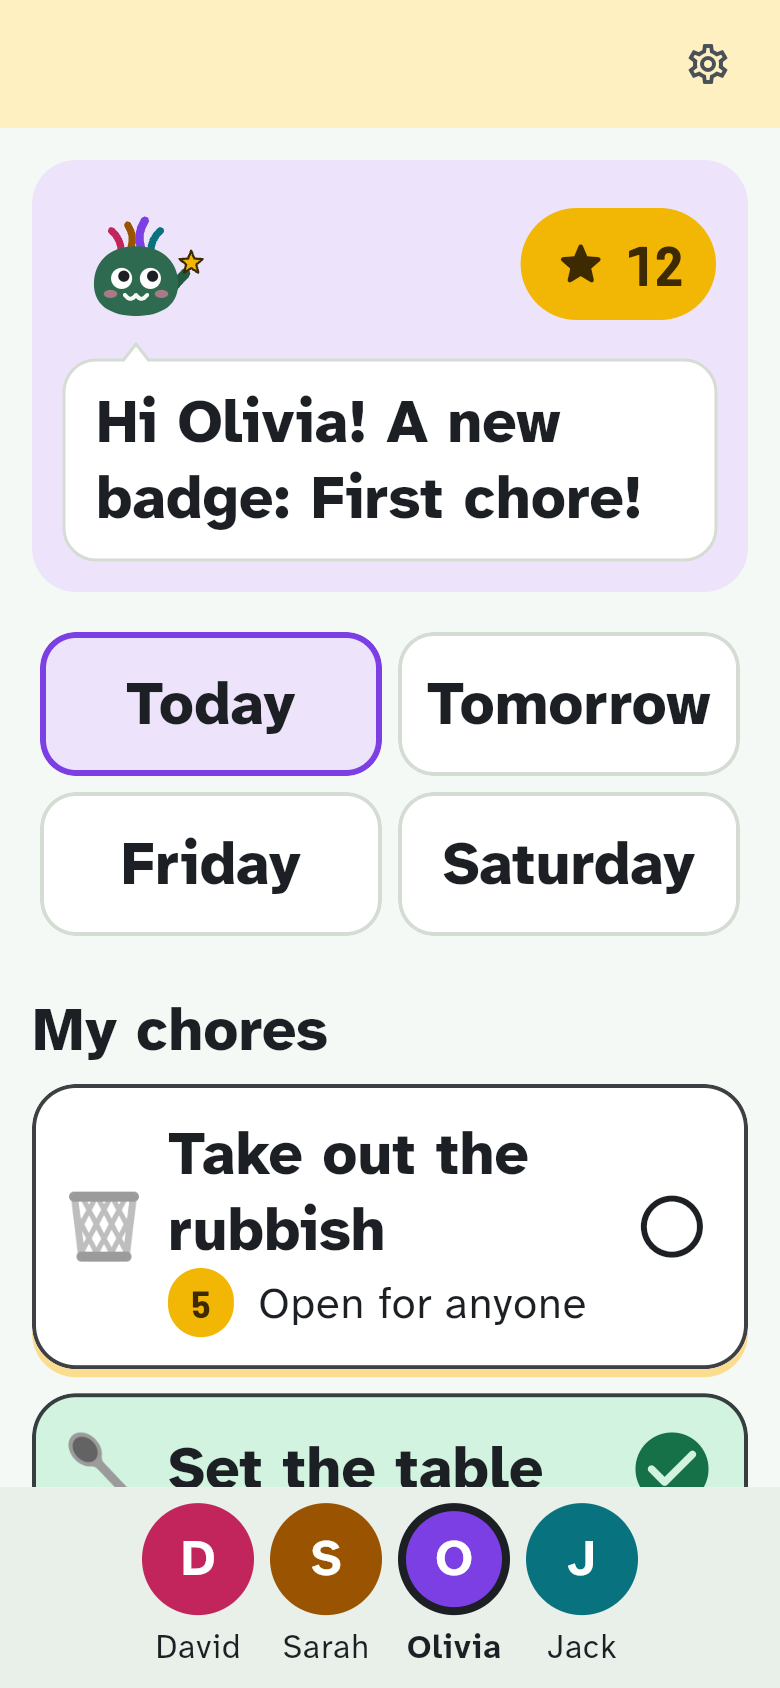 12
Hi Olivia! A new
badge: First chore!
Today
Tomorrow
Friday
Saturday
My chores
Take out the
rubbish
5
Open for anyone
Set the table
D
S
O
J
David
Sarah
Olivia
Jack